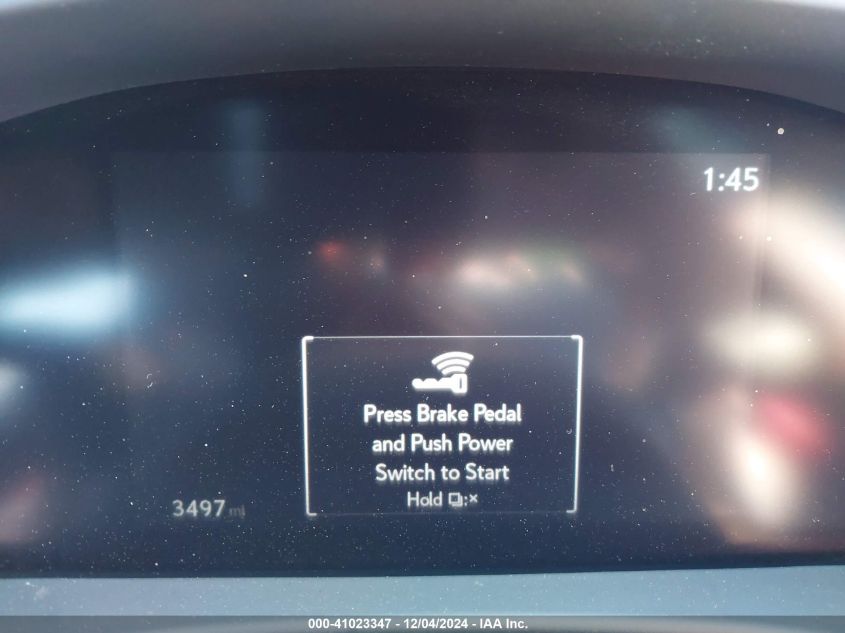 1:45
Press Brake Pedal
and Push Power
Switch to Start
Hold :×
3497 mi
000-41023347 - 12/04/2024 - IAA Inc.